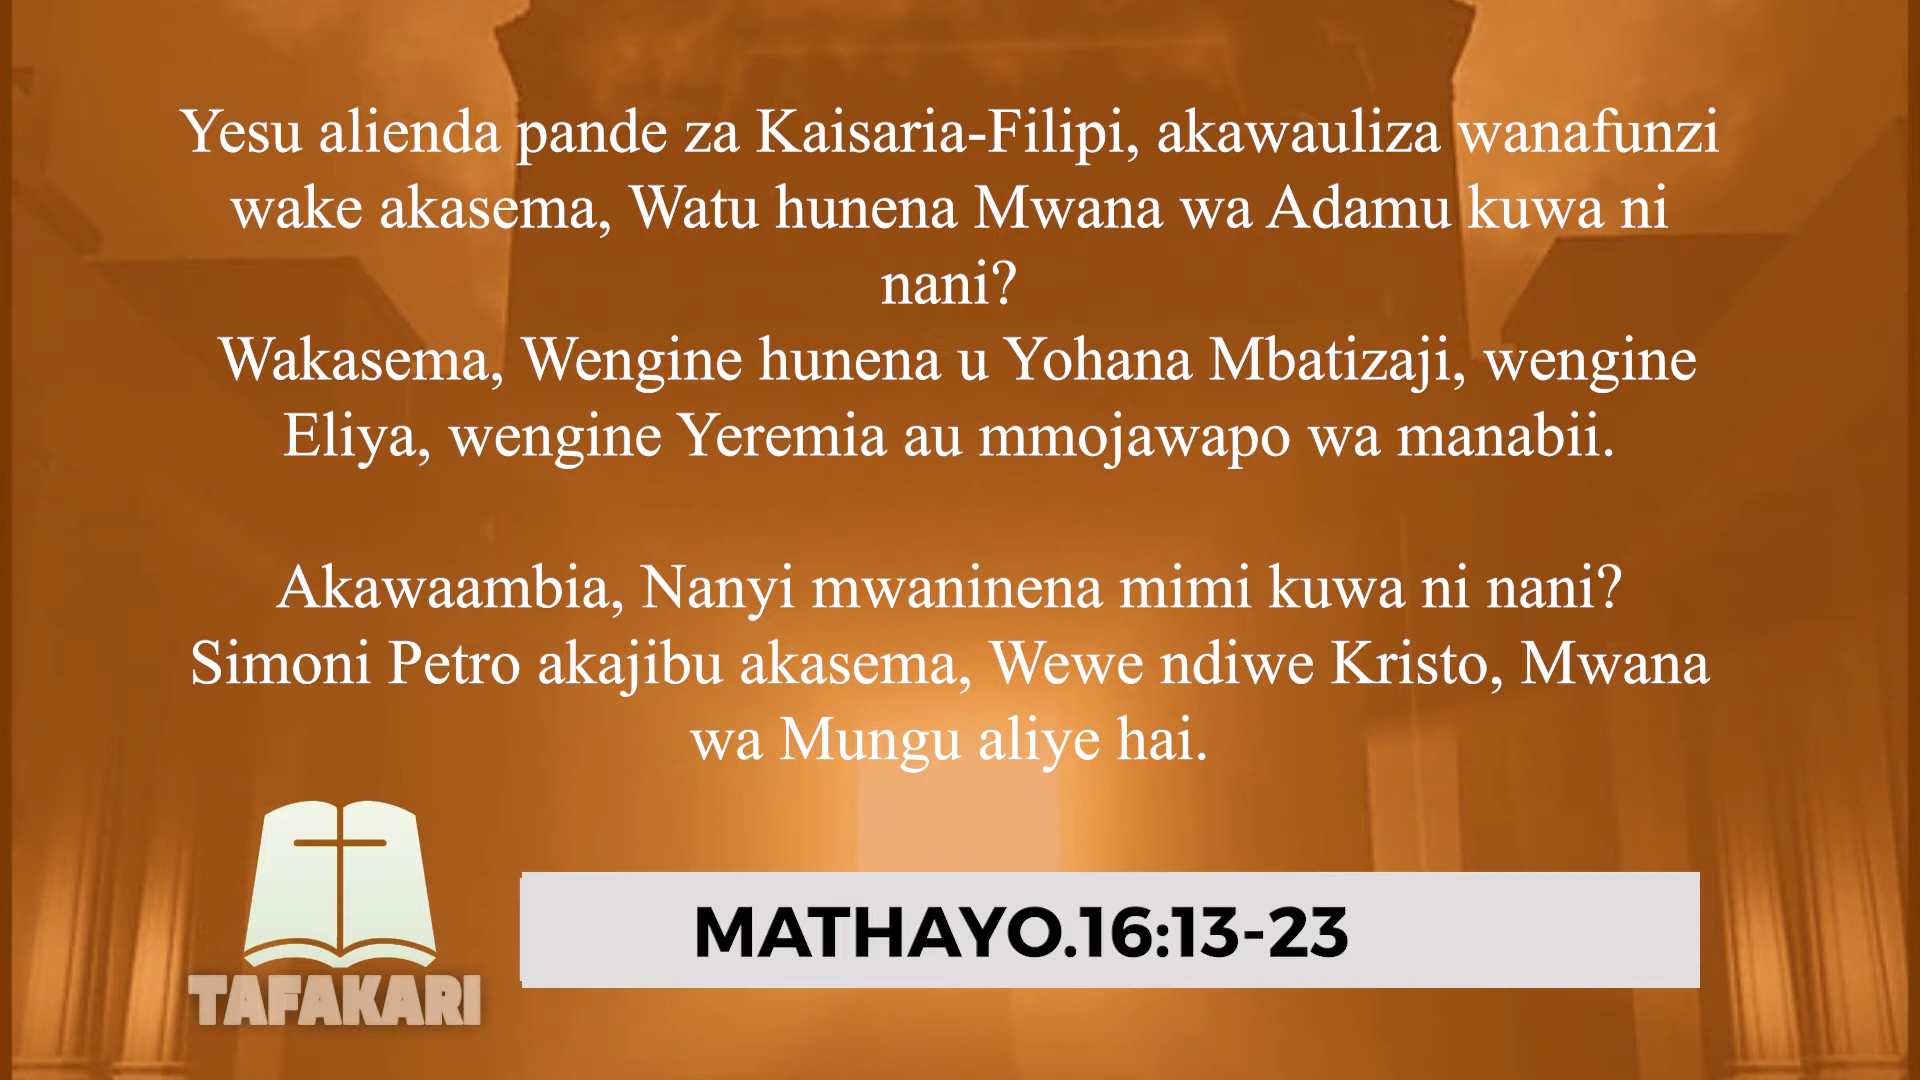 Yesu alienda pande za Kaisaria-Filipi, akawauliza wanafunzi
wake akasema, Watu hunena Mwana wa Adamu kuwa ni
nani?
Wakasema, Wengine hunena u Yohana Mbatizaji, wengine
Eliya, wengine Yeremia au mmojawapo wa manabii.
Akawaambia, Nanyi mwaninena mimi kuwa ni nani?
Simoni Petro akajibu akasema, Wewe ndiwe Kristo, Mwana
wa Mungu aliye hai.
MATHAYO.16:13-23
TAFAKARI